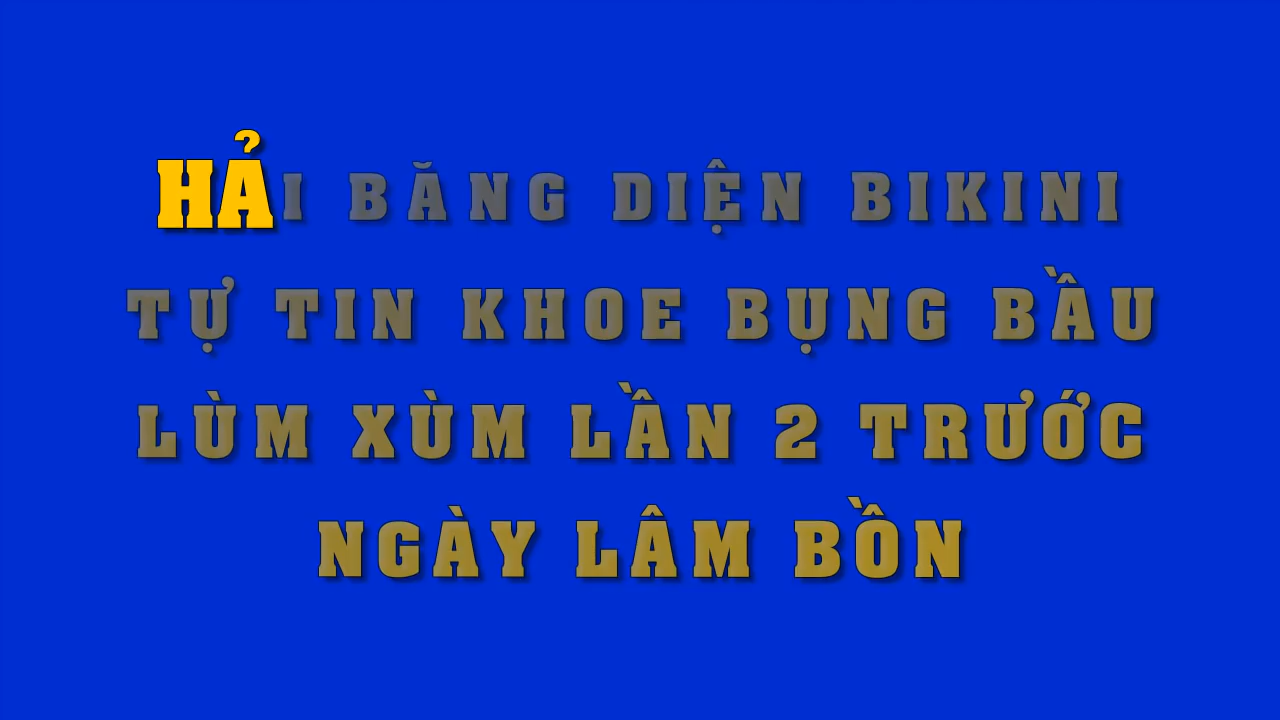 HẢI BĂNG DIỆN BIKINI
TỰ TIN KHOE BỤNG BẦU
LÙM XÙM LẦN 2 TRƯỚC
NGÀY LÂM BỒN